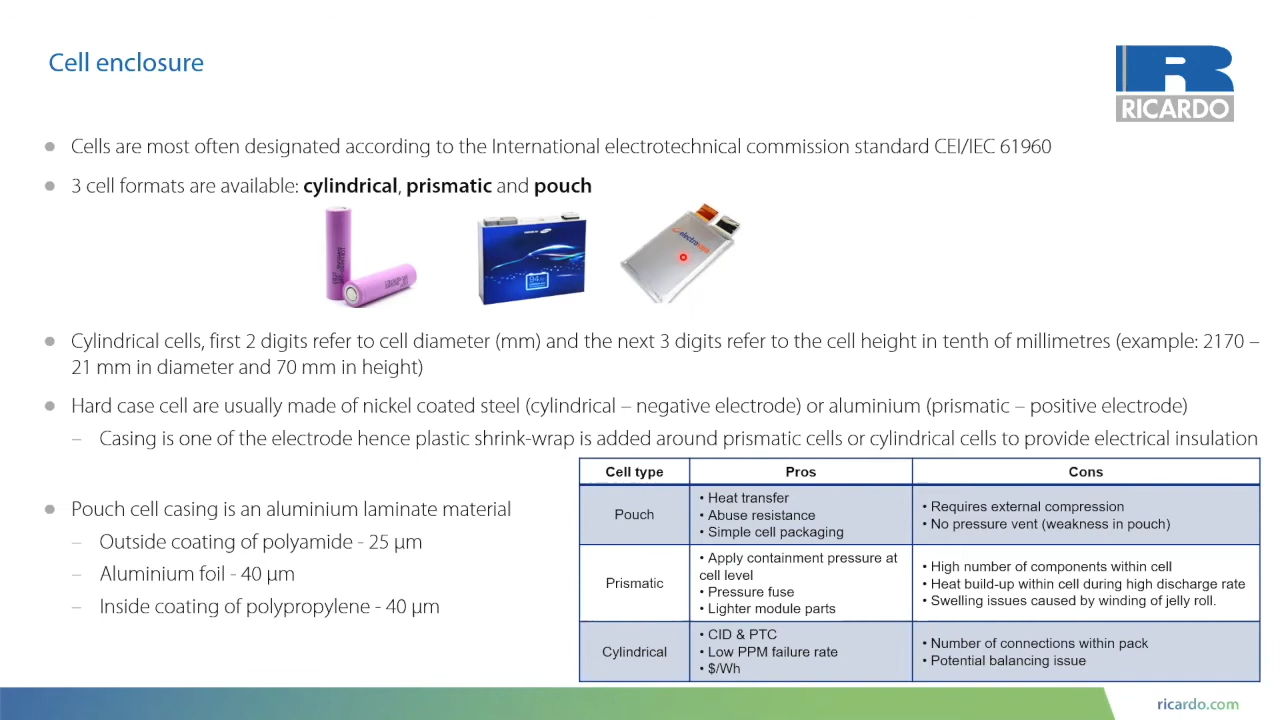 Cell enclosure
RICARDO
Cells are most often designated according to the International electrotechnical commission standard CEI/IEC 61960
3 cell formats are available: cylindrical, prismatic and pouch
94
Cylindrical cells, first 2 digits refer to cell diameter (mm) and the next 3 digits refer to the cell height in tenth of millimetres (example: 2170 –
21 mm in diameter and 70 mm in height)
Hard case cell are usually made of nickel coated steel (cylindrical – negative electrode) or aluminium (prismatic – positive electrode)
– Casing is one of the electrode hence plastic shrink-wrap is added around prismatic cells or cylindrical cells to provide electrical insulation
Pouch cell casing is an aluminium laminate material
– Outside coating of polyamide - 25 µm
– Aluminium foil - 40 µm
– Inside coating of polypropylene - 40 µm
Cell type Pros Cons
Pouch
• Heat transfer
• Abuse resistance
• Simple cell packaging
• Requires external compression
• No pressure vent (weakness in pouch)
Prismatic
• Apply containment pressure at
cell level
• Pressure fuse
• Lighter module parts
• High number of components within cell
• Heat build-up within cell during high discharge rate
• Swelling issues caused by winding of jelly roll.
Cylindrical
• CID & PTC
• Low PPM failure rate
• $/Wh
• Number of connections within pack
• Potential balancing issue
ricardo.com